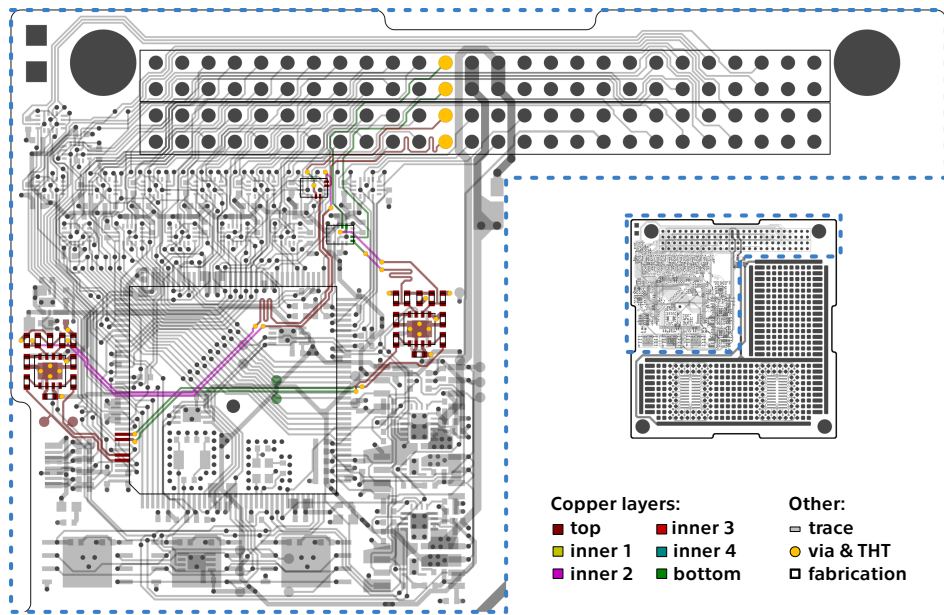 Copper layers:
top
inner 1
inner 2
inner 3
inner 4
bottom
Other:
trace
via & THT
fabrication